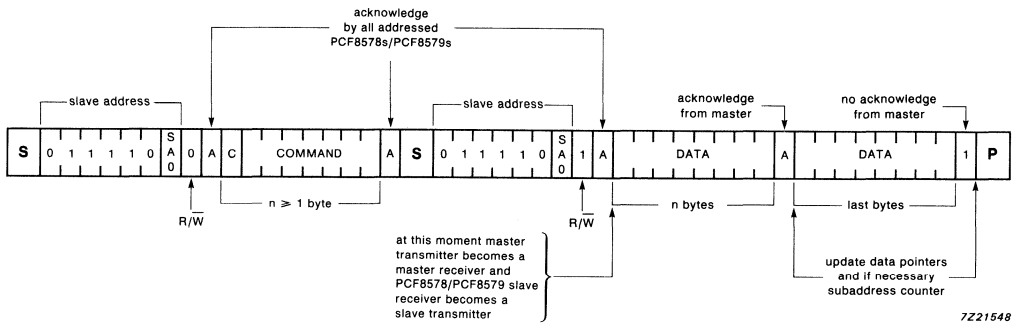 acknowledge
by all addressed
PCF8578s/PCF8579s
slave address
slave address
acknowledge
from master
no acknowledge
from master
S 0 1 1 1 1 0 S A 0 0 A C COMMAND A S 0 1 1 1 1 0 S A 0 1 A DATA A DATA 1 P
R/W̅
n ⩾ 1 byte
R/W̅
n bytes
last bytes
at this moment master
transmitter becomes a
master receiver and
PCF8578/PCF8579 slave
receiver becomes a
slave transmitter
update data pointers
and if necessary
subaddress counter
7Z21548